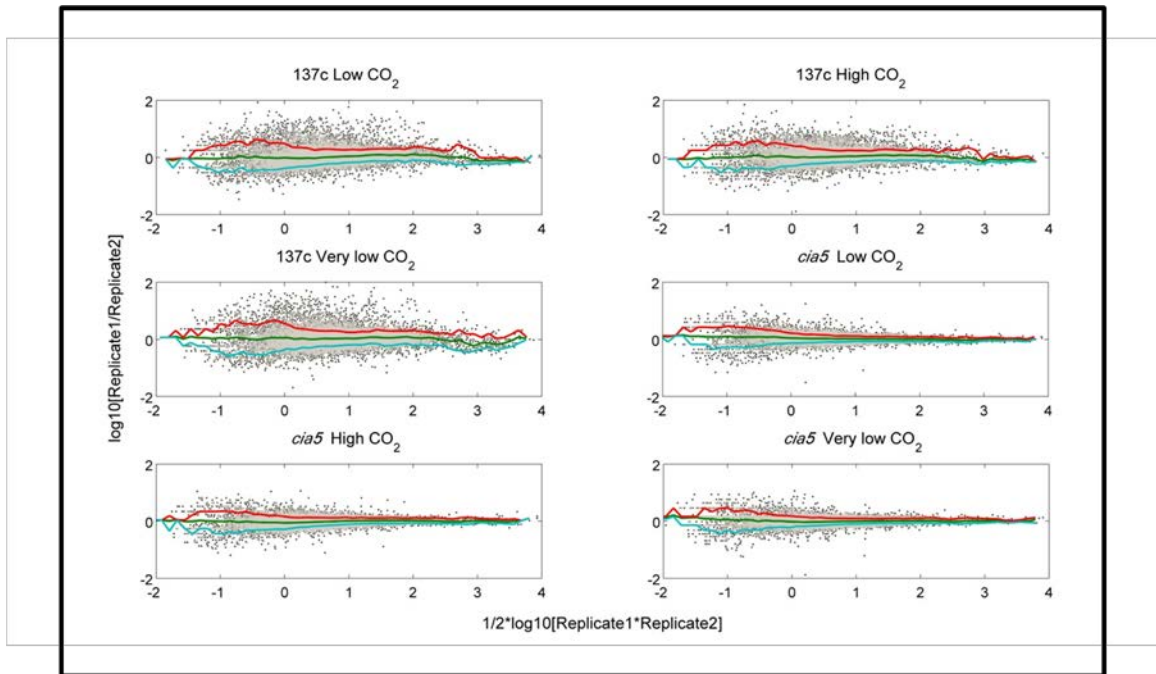 137c Low CO2
137c High CO2
2
0
-2
-2 -1 0 1 2 3 4
2
0
-2
-2 -1 0 1 2 3 4
137c Very low CO2
cia5 Low CO2
2
0
-2
-2 -1 0 1 2 3 4
2
0
-2
-2 -1 0 1 2 3 4
cia5 High CO2
cia5 Very low CO2
2
0
-2
-2 -1 0 1 2 3 4
2
0
-2
-2 -1 0 1 2 3 4
log10[Replicate1/Replicate2]
1/2*log10[Replicate1*Replicate2]